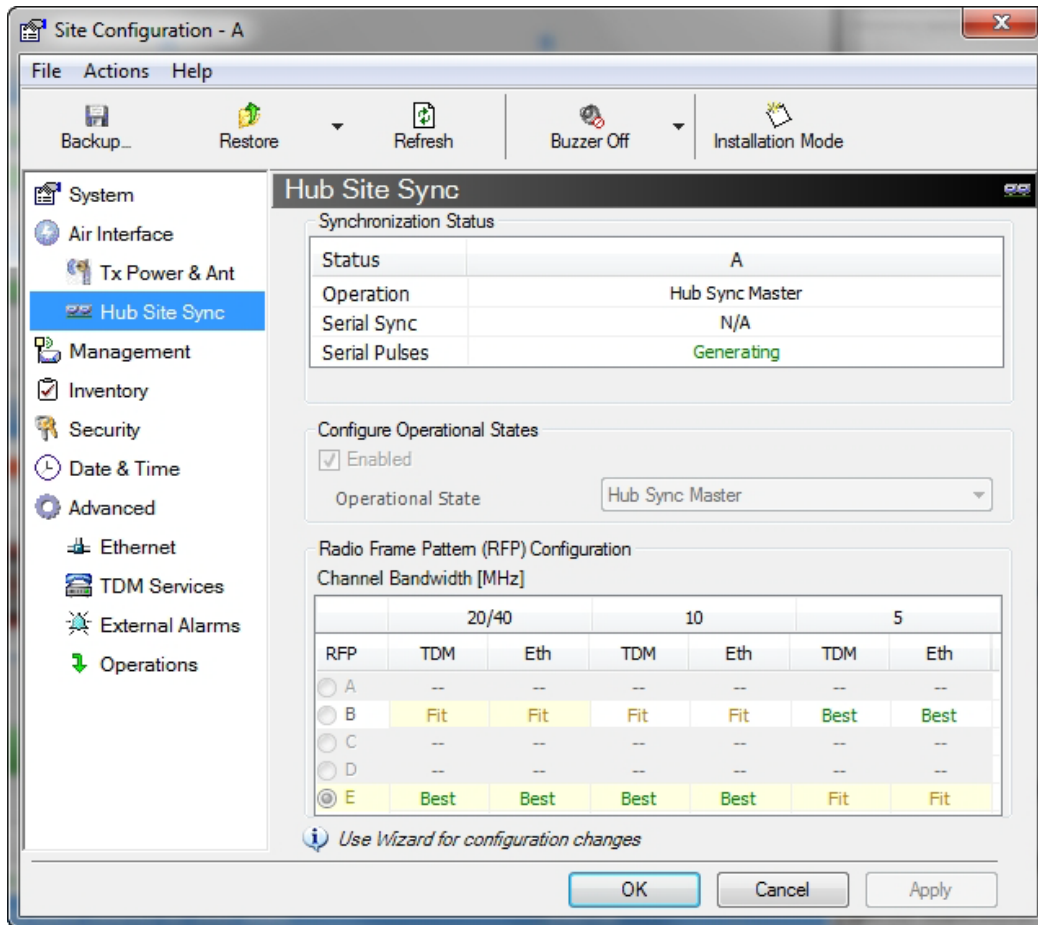 Site Configuration - A
File Actions Help
Backup...
Restore
Refresh
Buzzer Off
Installation Mode
System
Air Interface
Tx Power & Ant
Hub Site Sync
Management
Inventory
Security
Date & Time
Advanced
Ethernet
TDM Services
External Alarms
Operations
Hub Site Sync
Synchronization Status
Status A
Operation Hub Sync Master
Serial Sync N/A
Serial Pulses Generating
Configure Operational States
Enabled
Operational State Hub Sync Master
Radio Frame Pattern (RFP) Configuration
Channel Bandwidth [MHz]
20/40 10 5
RFP TDM Eth TDM Eth TDM Eth
A -- -- -- -- -- --
B Fit Fit Fit Fit Best Best
C -- -- -- -- -- --
D -- -- -- -- -- --
E Best Best Best Best Fit Fit
Use Wizard for configuration changes
OK Cancel Apply